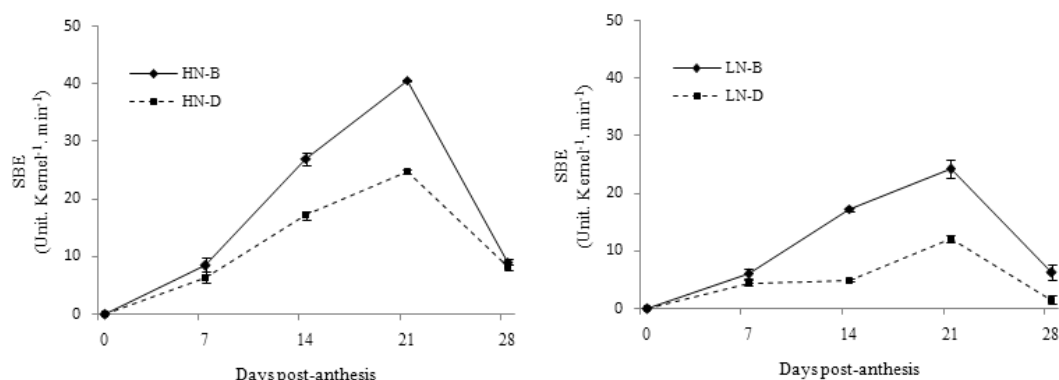 50
40
30
20
10
0
SBE
(Unit. Kernel⁻¹. min⁻¹)
HN-B
HN-D
0 7 14 21 28
Days post-anthesis
50
40
30
20
10
0
SBE
(Unit. Kernel⁻¹. min⁻¹)
LN-B
LN-D
0 7 14 21 28
Days post-anthesis